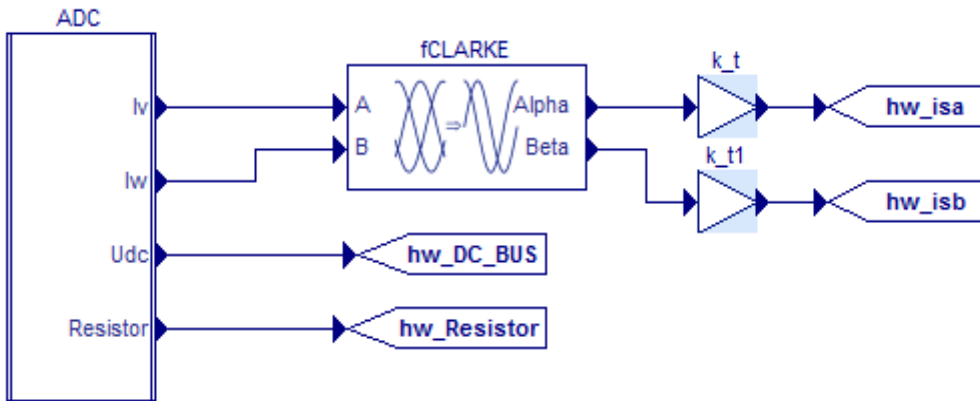 ADC
fCLARKE
k_t
Iv
A
Alpha
hw_isa
B
Beta
k_t1
Iw
hw_isb
Udc
hw_DC_BUS
Resistor
hw_Resistor